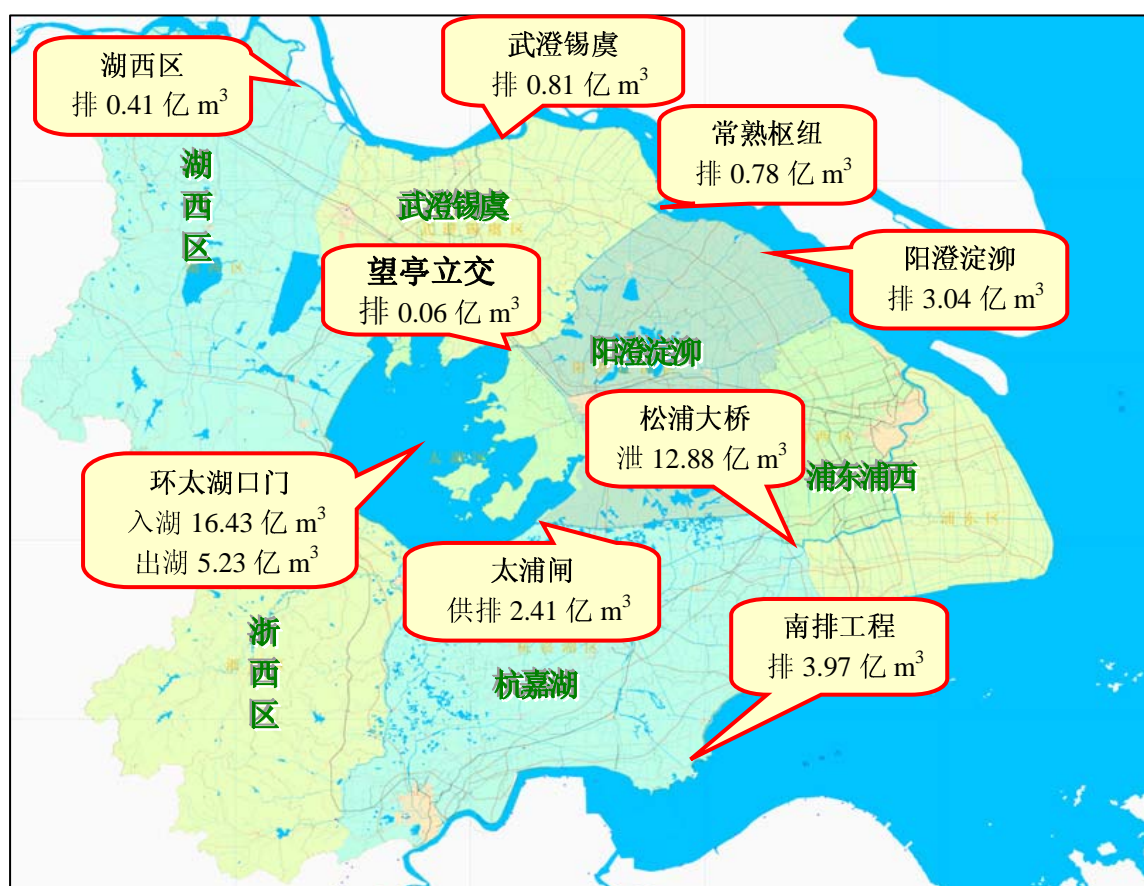 湖西区
排 0.41 亿 m³
武澄锡虞
排 0.81 亿 m³
常熟枢纽
排 0.78 亿 m³
湖西区
武澄锡虞
望亭立交
排 0.06 亿 m³
阳澄淀泖
排 3.04 亿 m³
阳澄淀泖
松浦大桥
泄 12.88 亿 m³
浦东浦西
环太湖口门
入湖 16.43 亿 m³
出湖 5.23 亿 m³
太浦闸
供排 2.41 亿 m³
浙西区
杭嘉湖
南排工程
排 3.97 亿 m³